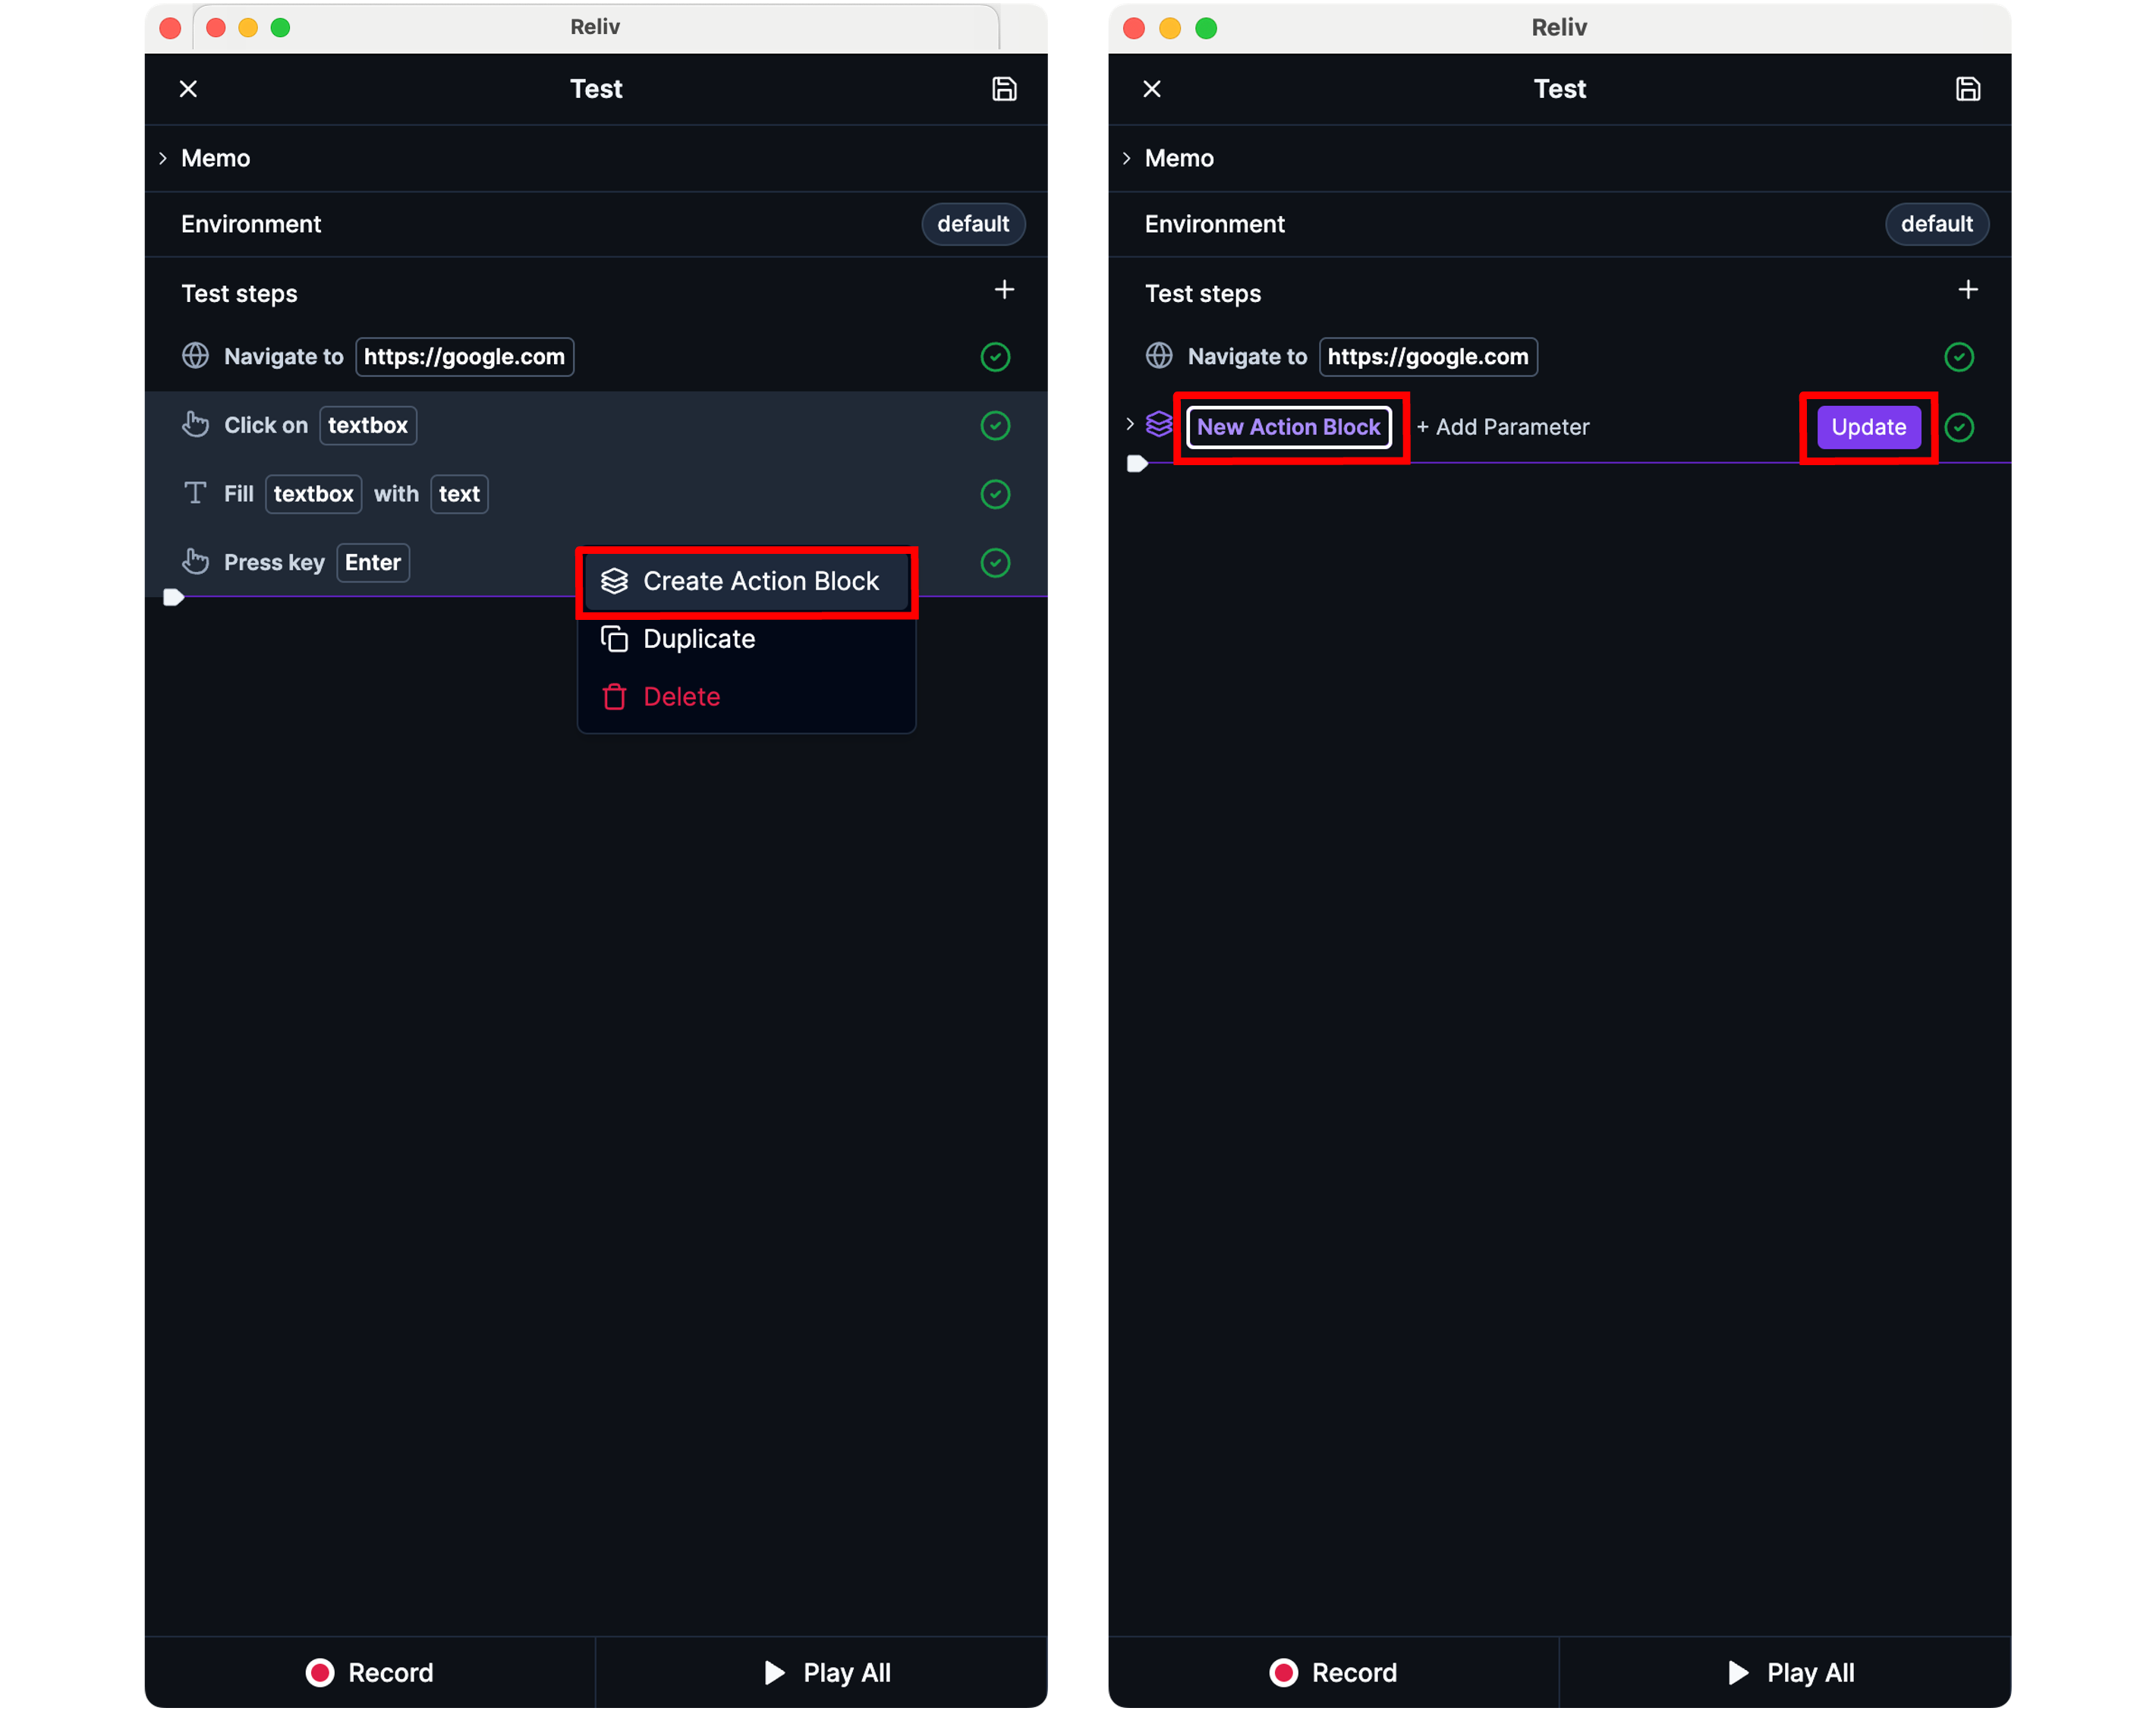 Reliv
Test
Memo
Environment default
Test steps
Navigate to https://google.com
Click on textbox
Fill textbox with text
Press key Enter
Create Action Block
Duplicate
Delete
Record Play All
Reliv
Test
Memo
Environment default
Test steps
Navigate to https://google.com
New Action Block + Add Parameter Update
Record Play All